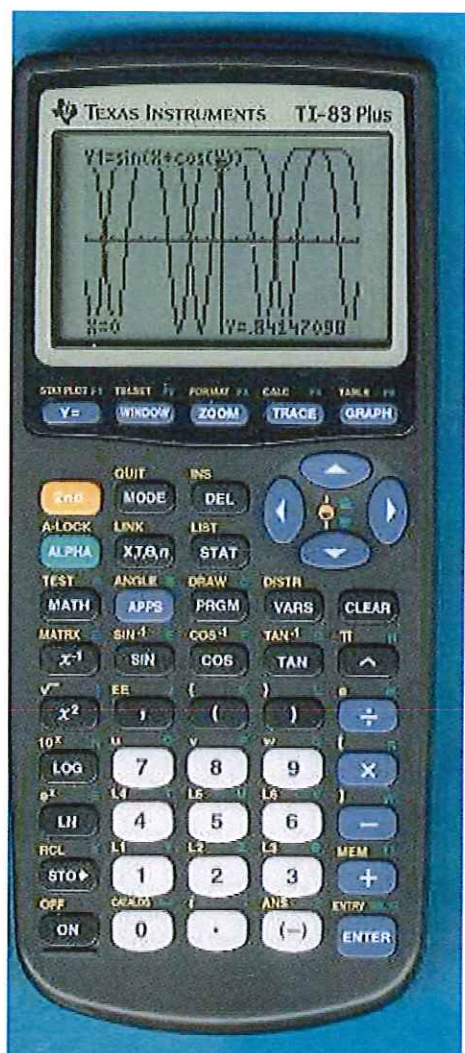 TEXAS INSTRUMENTS TI-83 Plus
Y1=sin(X+cos(X))
X=0 Y=.84147098
STAT PLOT F1 TBLSET F2 FORMAT F3 CALC F4 TABLE F5
Y= WINDOW ZOOM TRACE GRAPH
QUIT INS
2nd MODE DEL
A-LOCK LINK LIST
ALPHA X,T,θ,n STAT
TEST ANGLE DRAW DISTR
MATH APPS PRGM VARS CLEAR
MATRX SIN-1 COS-1 TAN-1 π
x-1 SIN COS TAN ^
√ EE { } e
x2 , ( ) ÷
10x u v w [
LOG 7 8 9 ×
ex L4 L5 L6 ]
LN 4 5 6 −
RCL L1 L2 L3 MEM
STO▸ 1 2 3 +
OFF CATALOG i ANS ENTRY
ON 0 . (−) ENTER